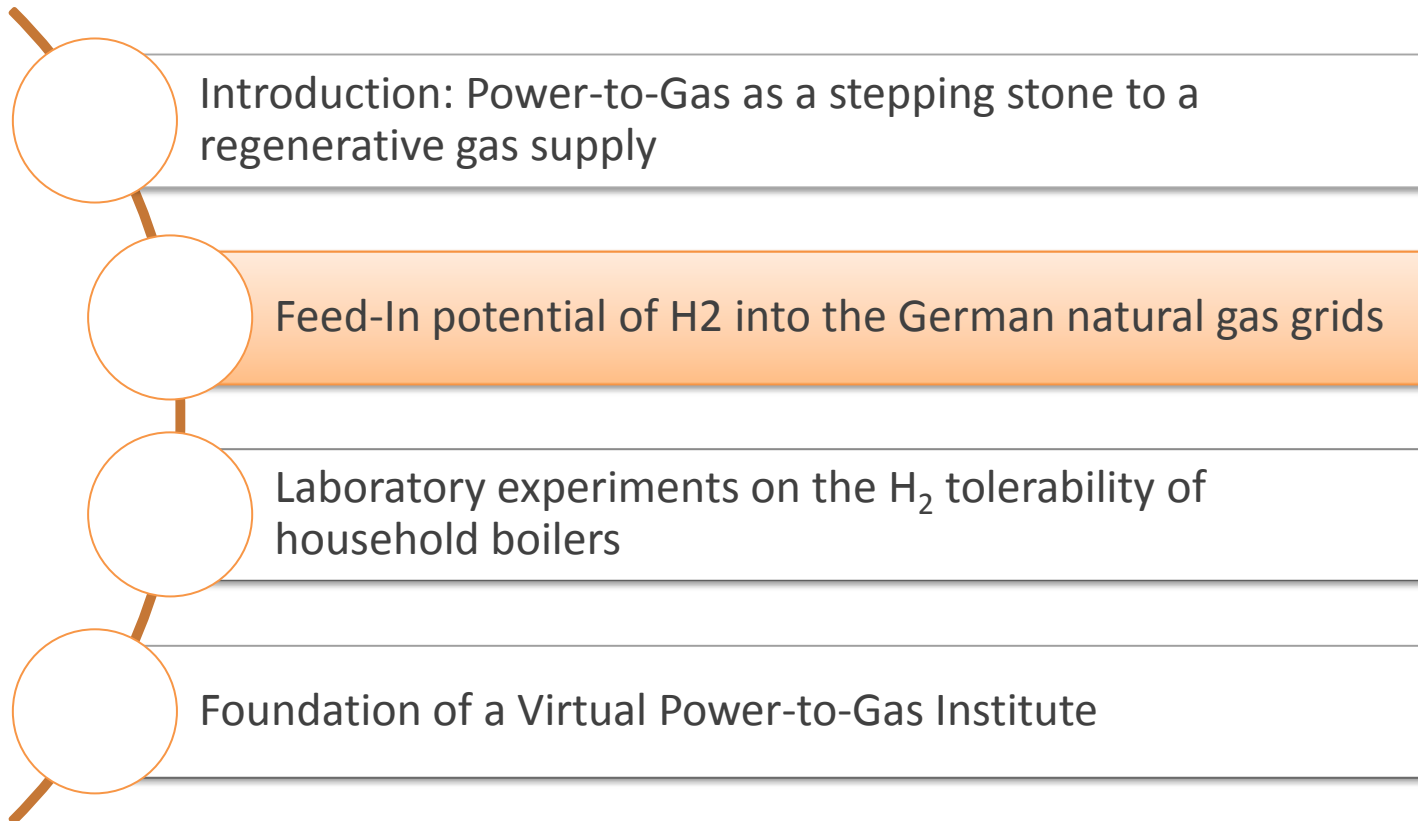 Introduction: Power-to-Gas as a stepping stone to a
regenerative gas supply
Feed-In potential of H2 into the German natural gas grids
Laboratory experiments on the H₂ tolerability of
household boilers
Foundation of a Virtual Power-to-Gas Institute